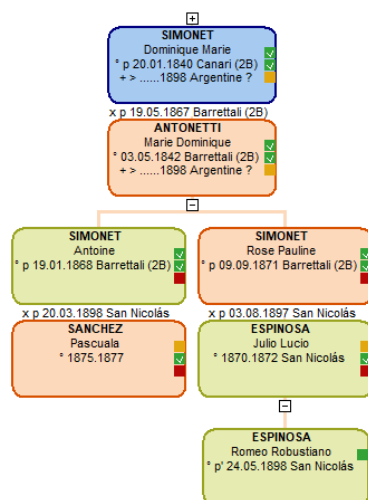 SIMONET
Dominique Marie
° p 20.01.1840 Canari (2B)
+ > ......1898 Argentine ?
x p 19.05.1867 Barrettali (2B)
ANTONETTI
Marie Dominique
° 03.05.1842 Barrettali (2B)
+ > ......1898 Argentine ?
SIMONET
Antoine
° p 19.01.1868 Barrettali (2B)
x p 20.03.1898 San Nicolás
SANCHEZ
Pascuala
° 1875.1877
SIMONET
Rose Pauline
° p 09.09.1871 Barrettali (2B)
x p 03.08.1897 San Nicolás
ESPINOSA
Julio Lucio
° 1870.1872 San Nicolás
ESPINOSA
Romeo Robustiano
° p' 24.05.1898 San Nicolás